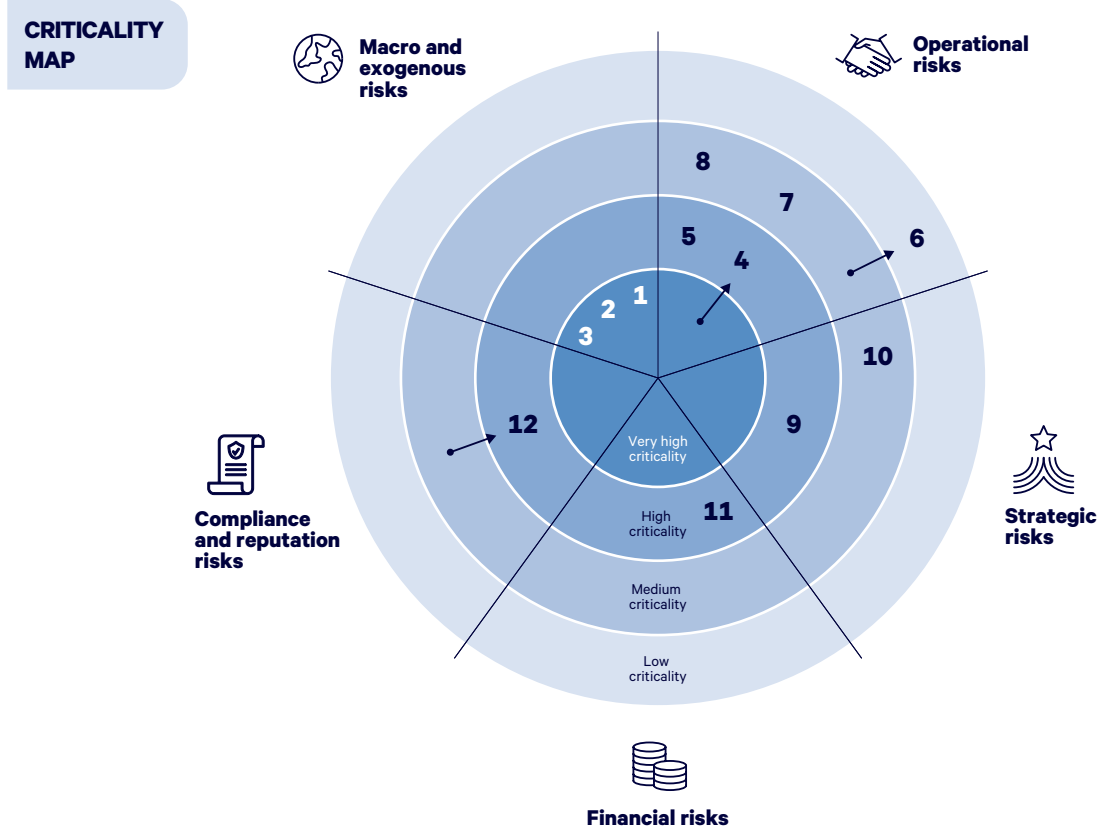 CRITICALITY
MAP
Macro and
exogenous
risks
Operational
risks
8
7
6
5
4
1
2
3
10
9
12
Very high
criticality
11
High
criticality
Compliance
and reputation
risks
Strategic
risks
Medium
criticality
Low
criticality
Financial risks